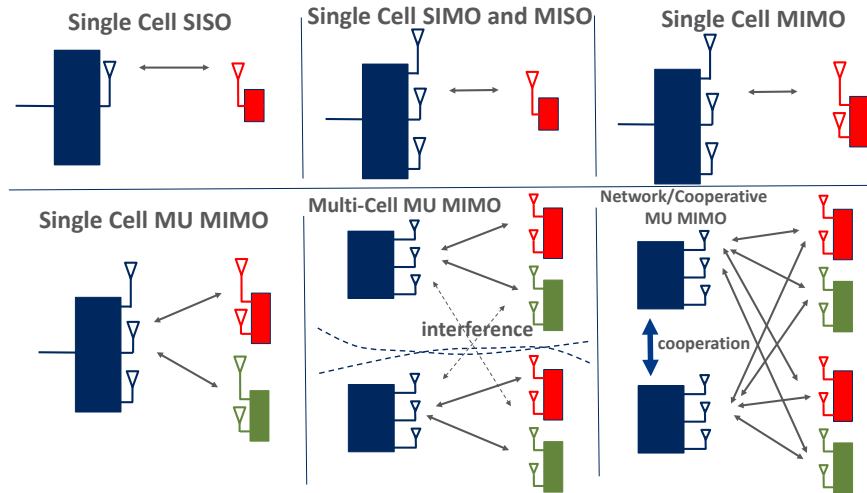 Single Cell SISO
Single Cell SIMO and MISO
Single Cell MIMO
Single Cell MU MIMO
Multi-Cell MU MIMO
interference
Network/Cooperative
MU MIMO
cooperation